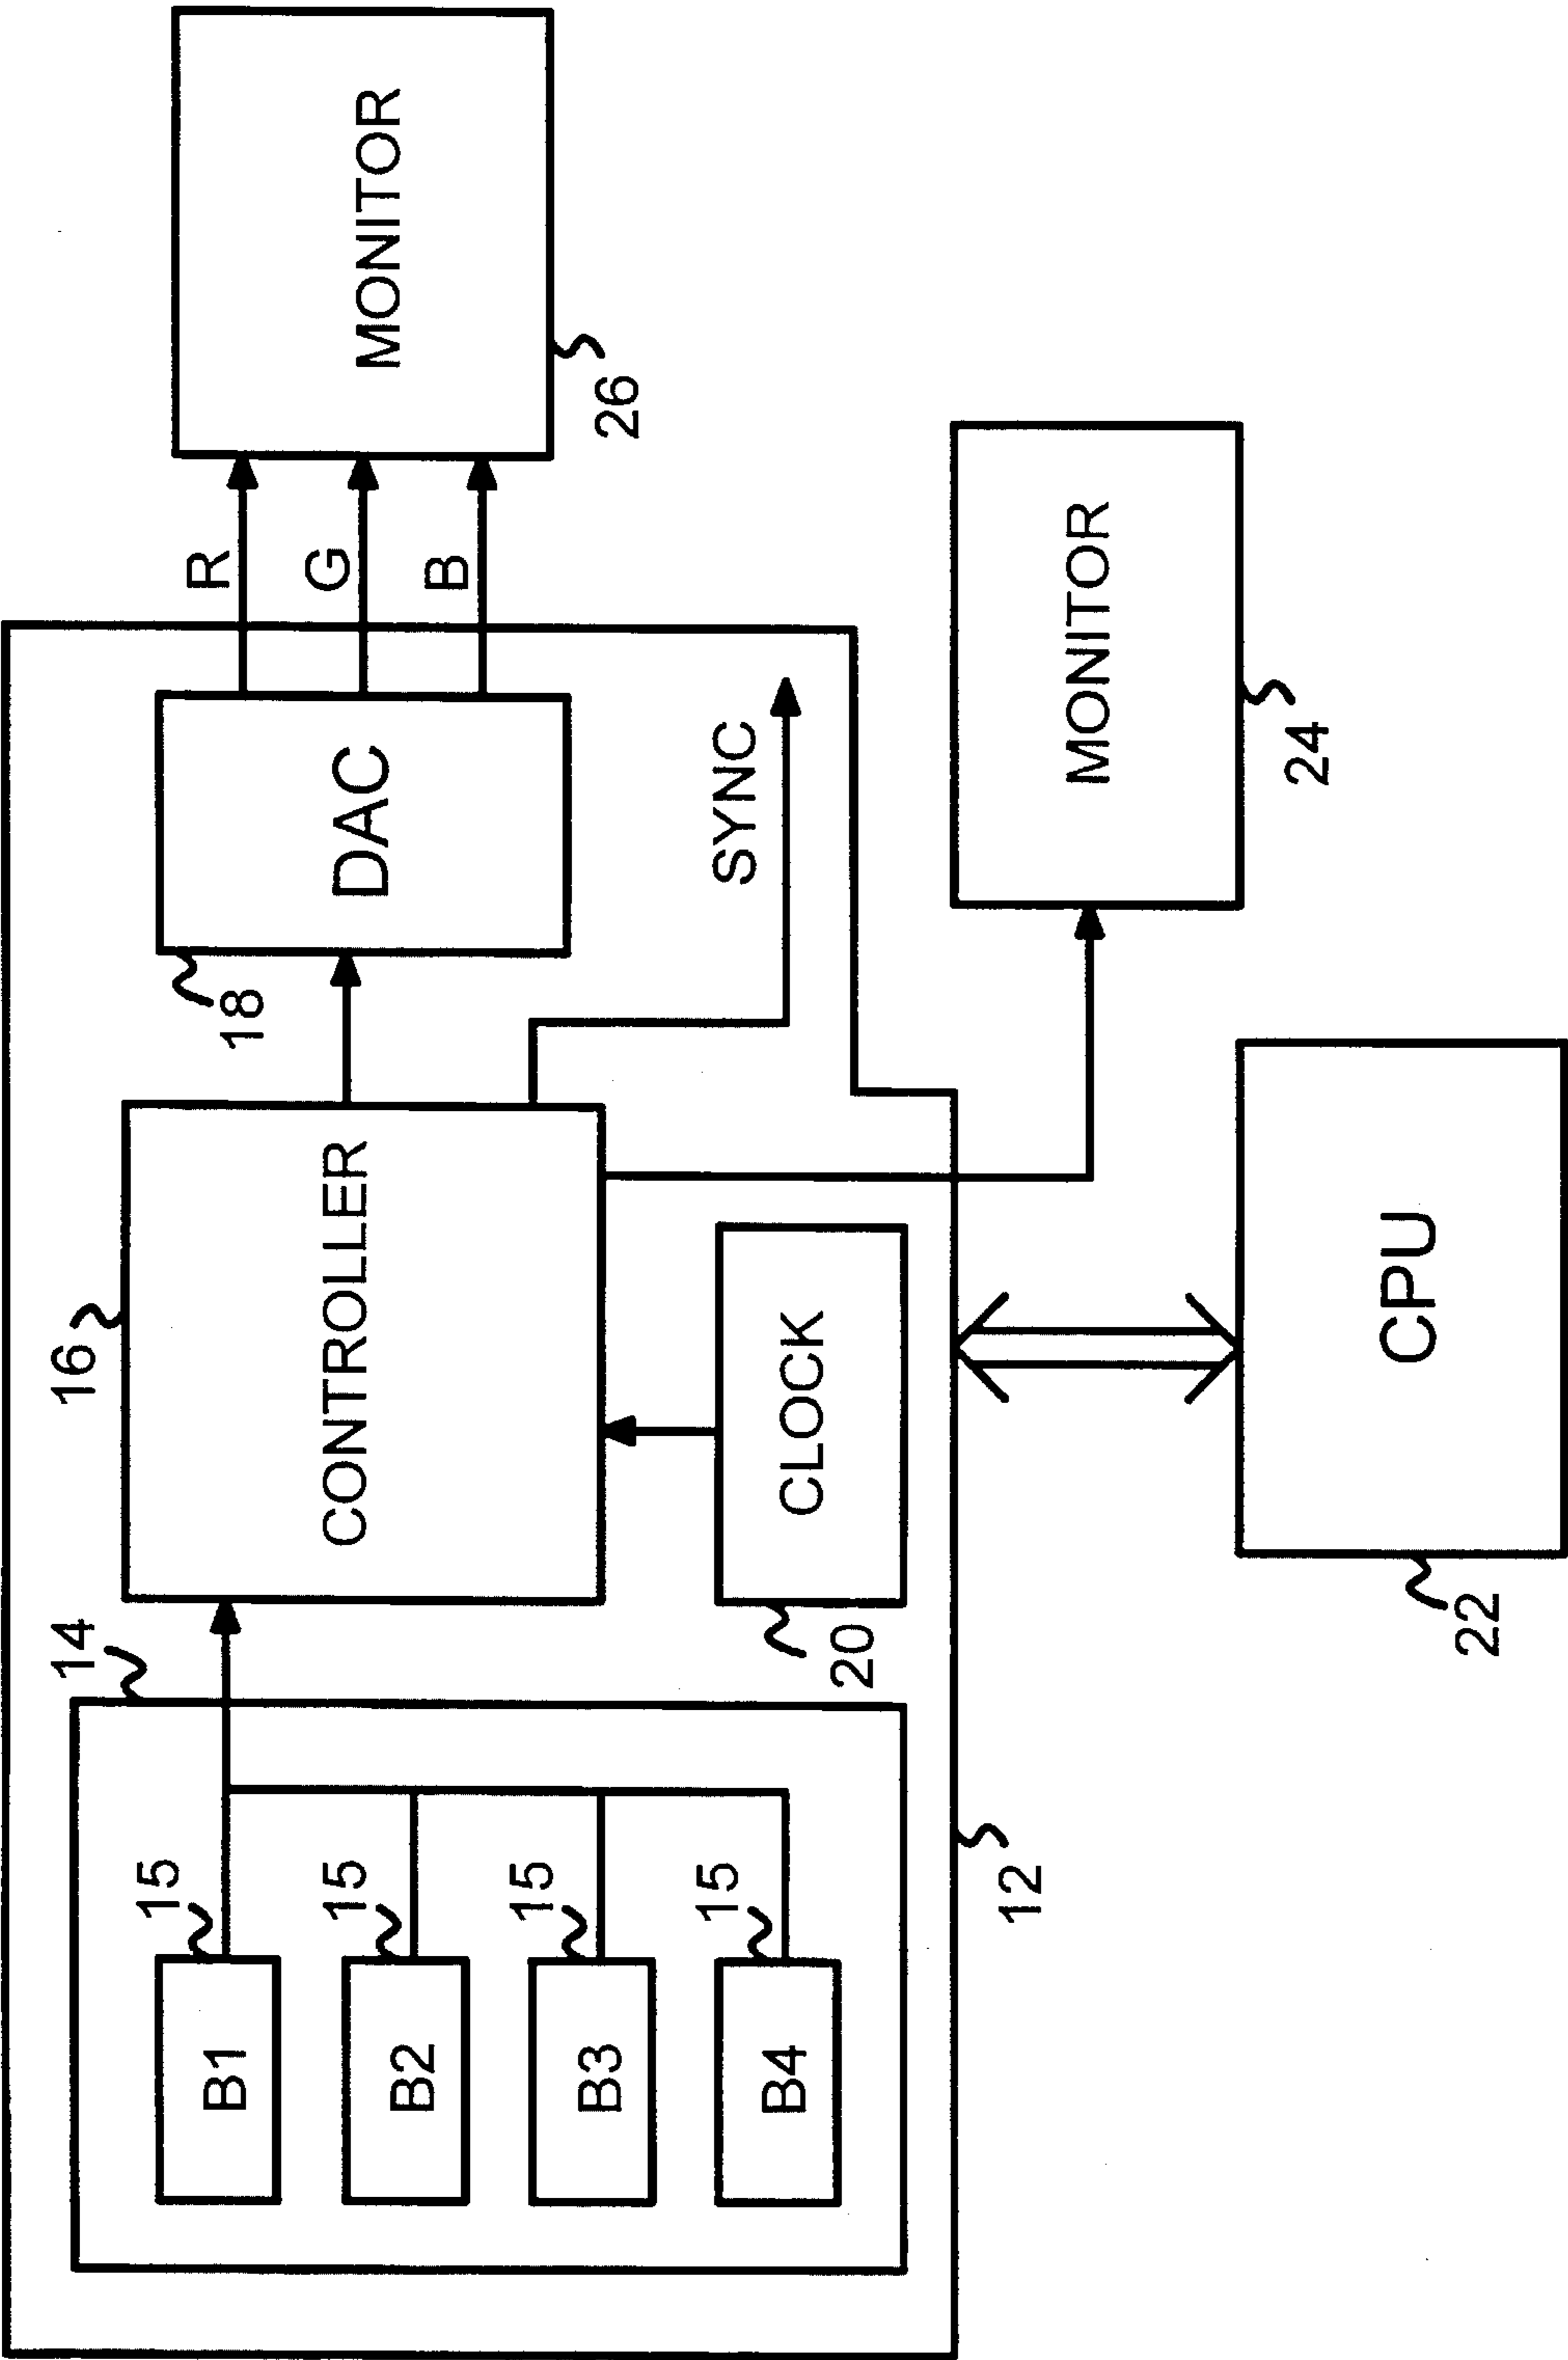 MONITOR
26
R
G
B
DAC
18
SYNC
16
CONTROLLER
CLOCK
20
14
15
B1
15
B2
15
B3
15
B4
12
MONITOR
24
CPU
22